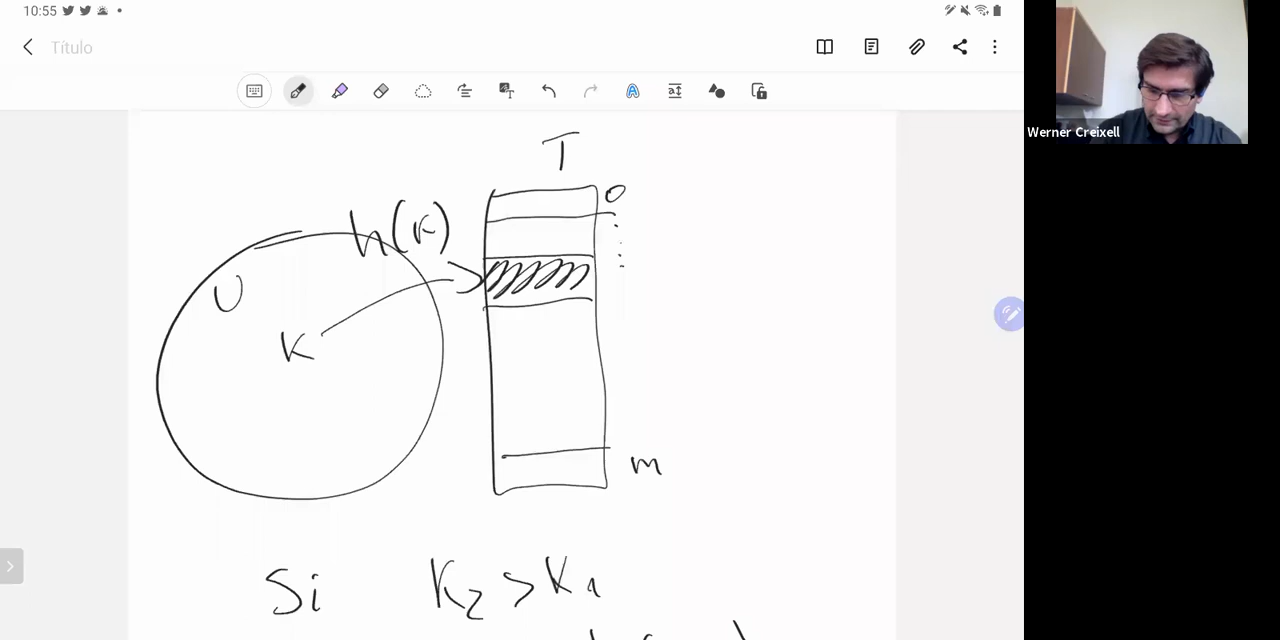 10:55
Título
Werner Creixell
T
0
h(K)
U
K
m
Si K2 > K1